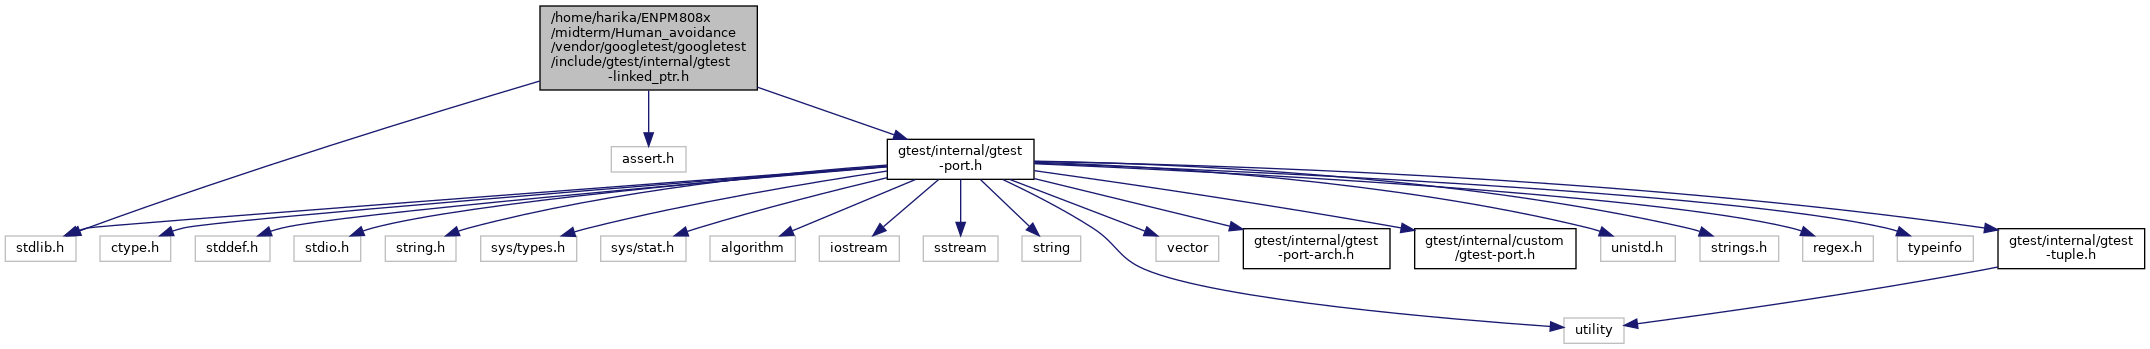 /home/harika/ENPM808x
/midterm/Human_avoidance
/vendor/googletest/googletest
/include/gtest/internal/gtest
-linked_ptr.h
assert.h
gtest/internal/gtest
-port.h
stdlib.h
ctype.h
stddef.h
stdio.h
string.h
sys/types.h
sys/stat.h
algorithm
iostream
sstream
string
vector
gtest/internal/gtest
-port-arch.h
gtest/internal/custom
/gtest-port.h
unistd.h
strings.h
regex.h
typeinfo
gtest/internal/gtest
-tuple.h
utility